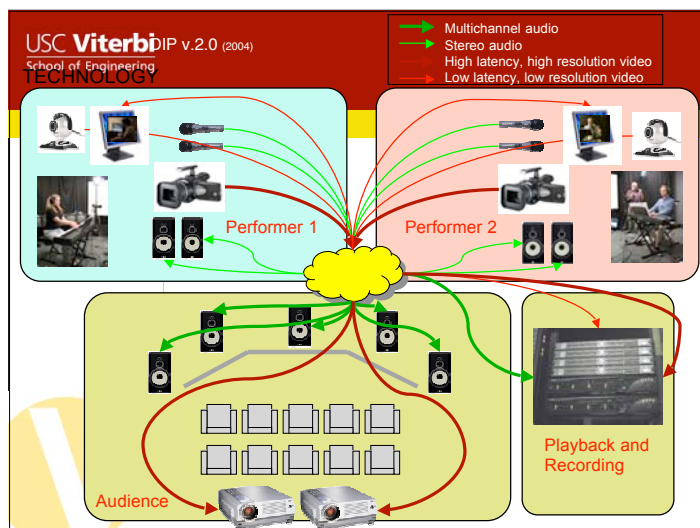 USC Viterbi
School of Engineering
DIP v.2.0 (2004)
TECHNOLOGY
Multichannel audio
Stereo audio
High latency, high resolution video
Low latency, low resolution video
Performer 1
Performer 2
Audience
Playback and
Recording